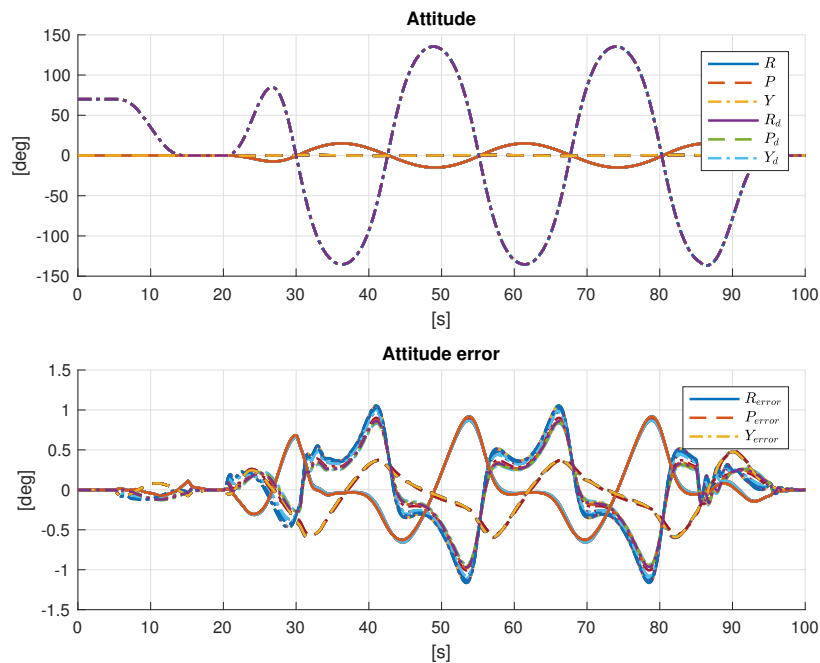 Attitude
150
100
50
0
-50
-100
-150
[deg]
R
P
Y
R_d
P_d
Y_d
0 10 20 30 40 50 60 70 80 90 100
[s]
Attitude error
1.5
1
0.5
0
-0.5
-1
-1.5
[deg]
R_error
P_error
Y_error
0 10 20 30 40 50 60 70 80 90 100
[s]